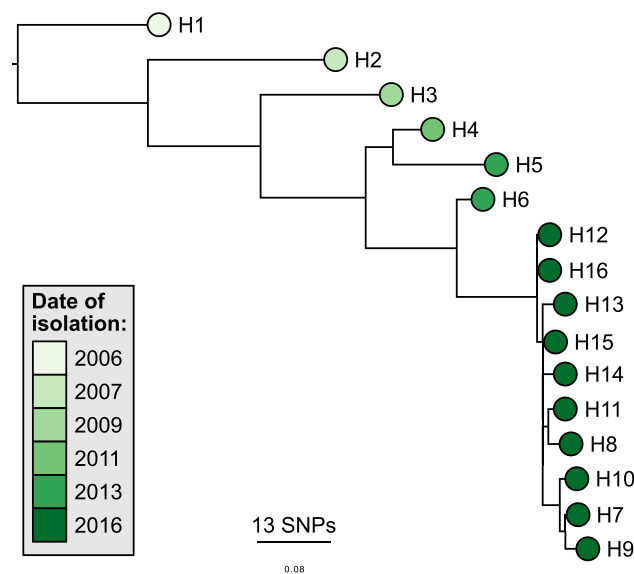 H1
H2
H3
H4
H5
H6
H12
H16
H13
H15
H14
H11
H8
H10
H7
H9
Date of
isolation:
2006
2007
2009
2011
2013
2016
13 SNPs
0.08